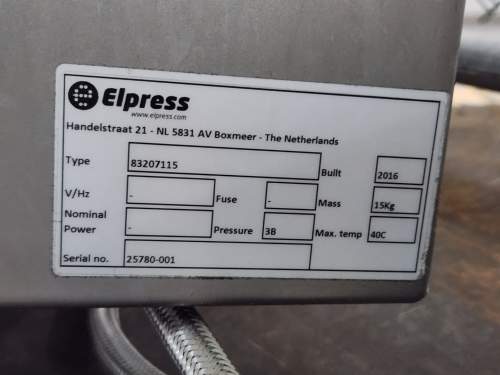 Elpress
www.elpress.com
Handelstraat 21 - NL 5831 AV Boxmeer - The Netherlands
Type 83207115 Built 2016
V/Hz - Fuse - Mass 15Kg
Nominal Power - Pressure 3B Max. temp 40C
Serial no. 25780-001